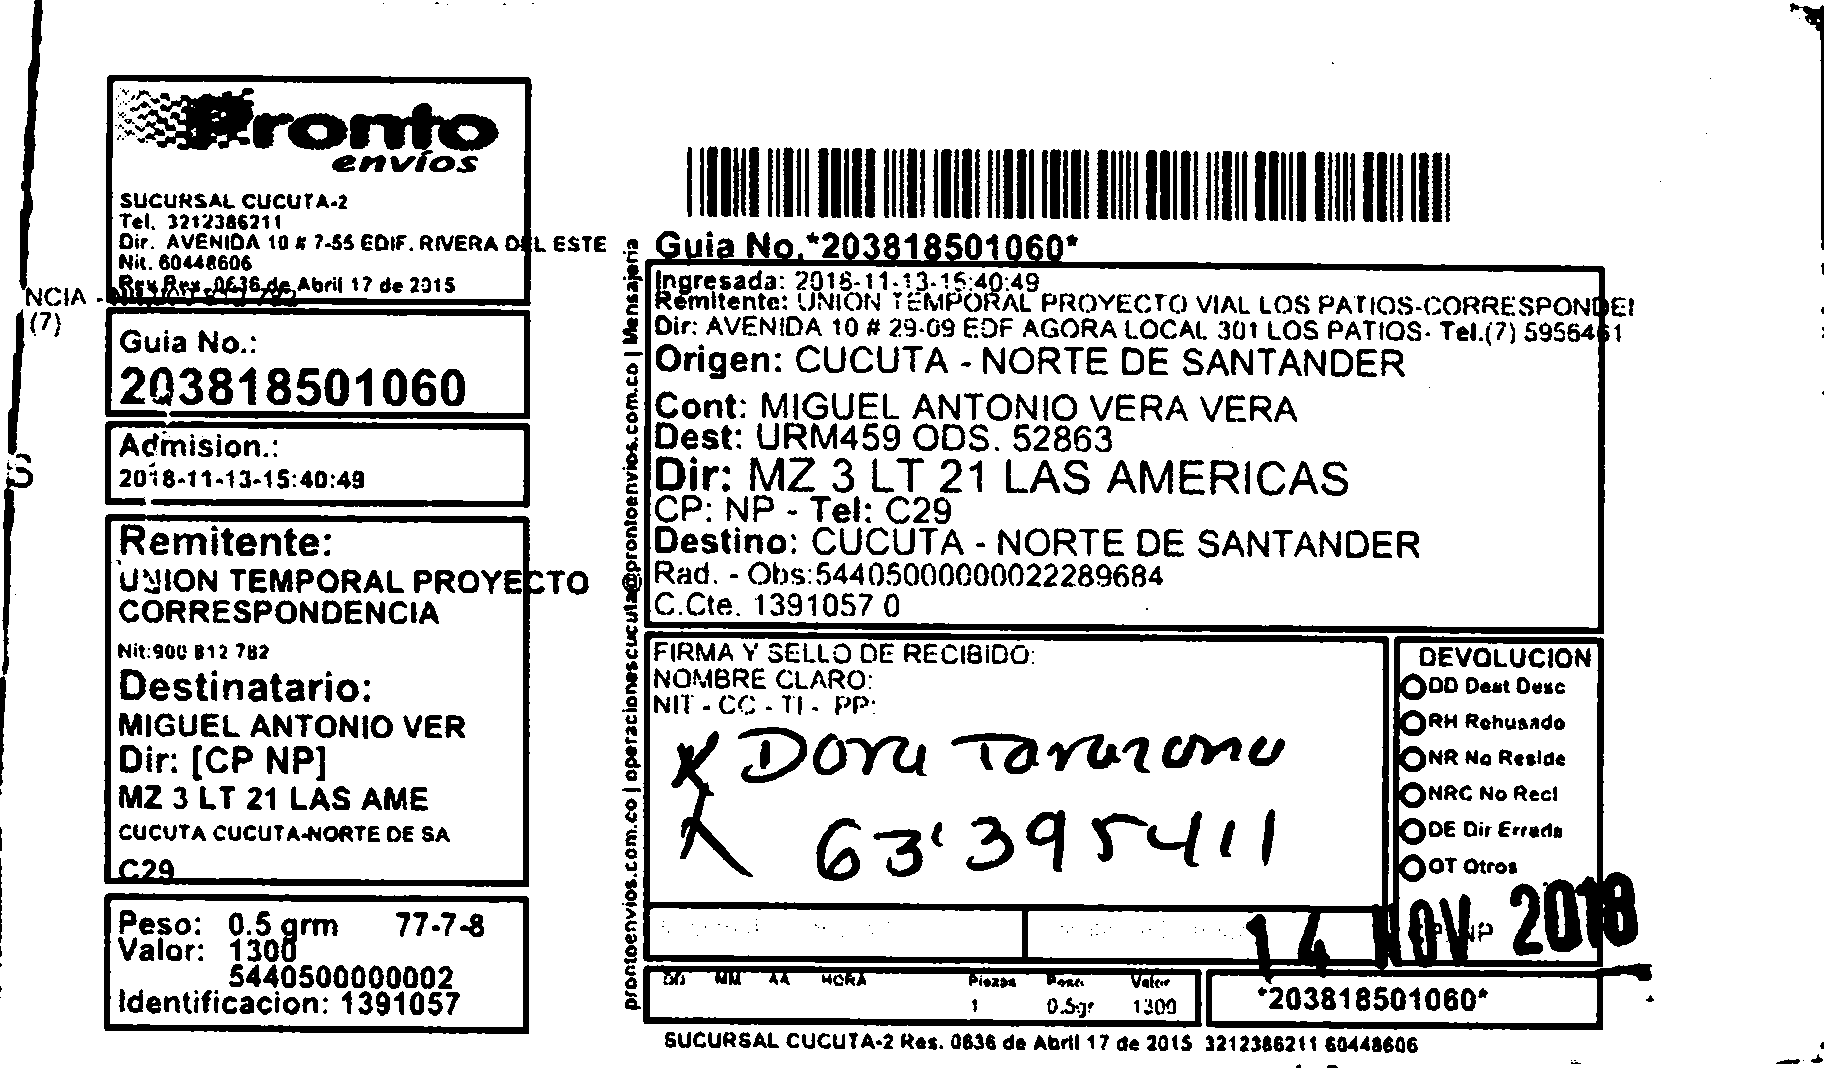 Pronto
envíos
SUCURSAL CUCUTA-2
Tel. 3212386211
Dir. AVENIDA 10 # 7-55 EDIF. RIVERA DEL ESTE
Nit. 60448606
Res 0636 de Abril 17 de 2015
NCIA -
(7)
Guia No.:
203818501060
Admision.:
2018-11-13-15:40:49
Remitente:
UNION TEMPORAL PROYECTO
CORRESPONDENCIA
Nit:900 812 782
Destinatario:
MIGUEL ANTONIO VER
Dir: [CP NP]
MZ 3 LT 21 LAS AME
CUCUTA CUCUTA-NORTE DE SA
C29
Peso: 0.5 grm 77-7-8
Valor: 1300
5440500000002
Identificacion: 1391057
prontoenvios.com.co | operacionescucuta@prontoenvios.com.co | Mensajeria
Guia No.*203818501060*
Ingresada: 2018-11-13-15:40:49
Remitente: UNION TEMPORAL PROYECTO VIAL LOS PATIOS-CORRESPONDEI
Dir: AVENIDA 10 # 29-09 EDF AGORA LOCAL 301 LOS PATIOS- Tel.(7) 5956461
Origen: CUCUTA - NORTE DE SANTANDER
Cont: MIGUEL ANTONIO VERA VERA
Dest: URM459 ODS. 52863
Dir: MZ 3 LT 21 LAS AMERICAS
CP: NP - Tel: C29
Destino: CUCUTA - NORTE DE SANTANDER
Rad. - Obs:54405000000022289684
C.Cte. 1391057 0
FIRMA Y SELLO DE RECIBIDO:
NOMBRE CLARO:
NIT - CC - TI - PP:
Dora Tarazona
63'395411
DEVOLUCION
DD Dest Desc
RH Rehusado
NR No Reside
NRC No Recl
DE Dir Errada
OT Otros
14 NOV 2018
DD MM AA HORA Piezas Peso Valor
1 0.5gr 1300
*203818501060*
SUCURSAL CUCUTA-2 Res. 0636 de Abril 17 de 2015 3212386211 60448606